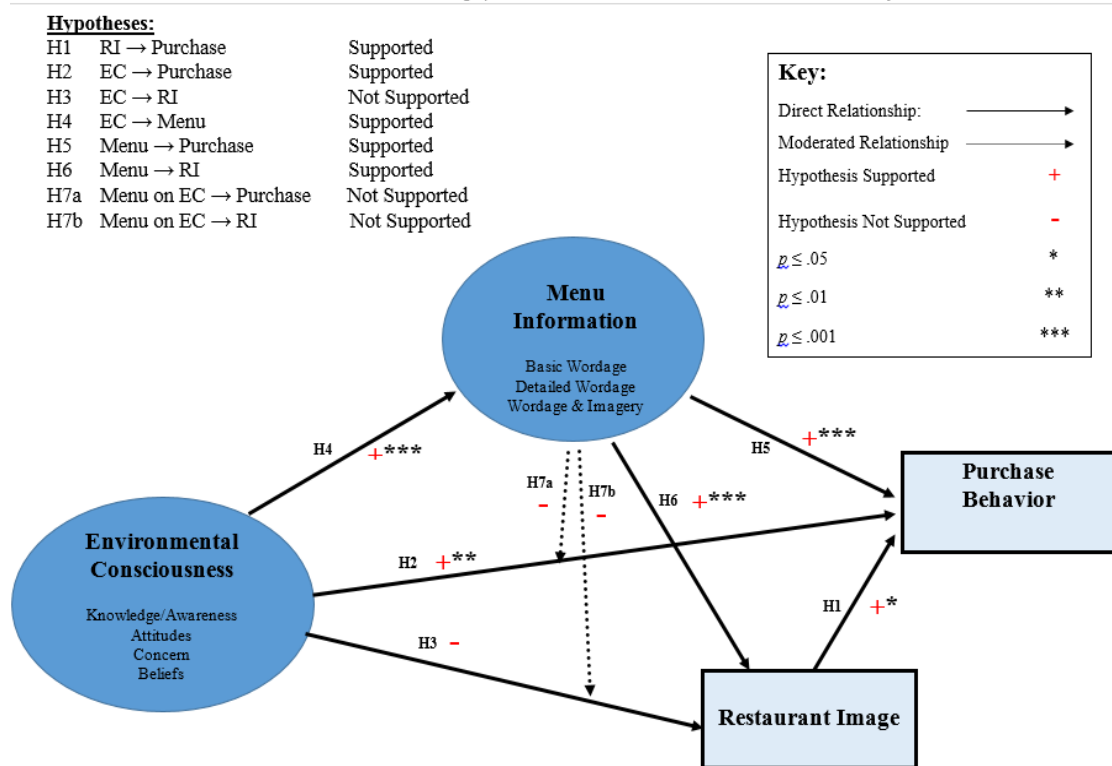 Hypotheses:
H1 RI → Purchase Supported
H2 EC → Purchase Supported
H3 EC → RI Not Supported
H4 EC → Menu Supported
H5 Menu → Purchase Supported
H6 Menu → RI Supported
H7a Menu on EC → Purchase Not Supported
H7b Menu on EC → RI Not Supported
Key:
Direct Relationship:
Moderated Relationship
Hypothesis Supported +
Hypothesis Not Supported -
p ≤ .05 *
p ≤ .01 **
p ≤ .001 ***
Menu
Information
Basic Wordage
Detailed Wordage
Wordage & Imagery
H4 +***
H5 +***
H7a -
H7b -
H6 +***
Purchase
Behavior
Environmental
Consciousness
Knowledge/Awareness
Attitudes
Concern
Beliefs
H2 +**
H3 -
H1 +*
Restaurant Image